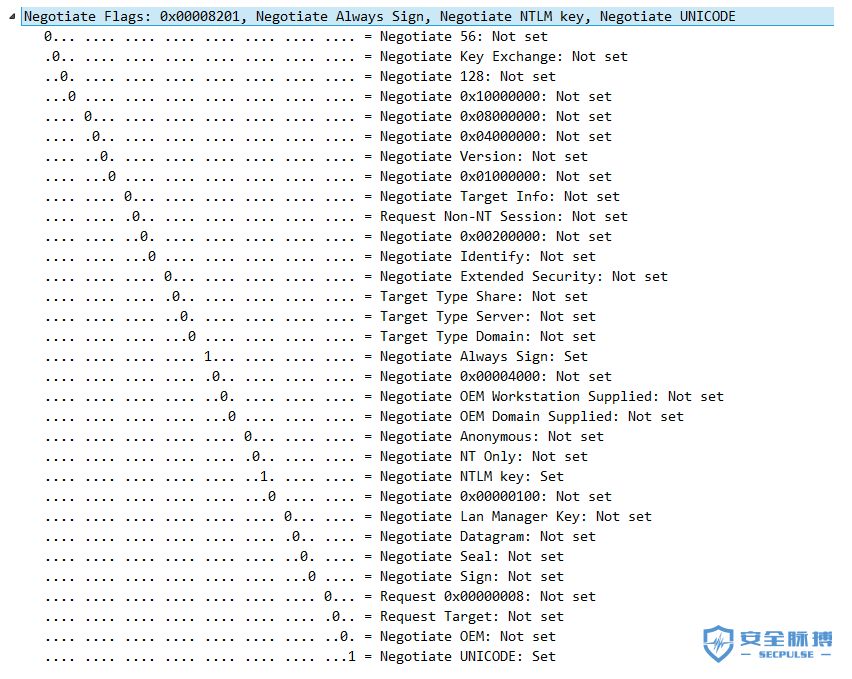 Negotiate Flags: 0x00008201, Negotiate Always Sign, Negotiate NTLM key, Negotiate UNICODE
0... .... .... .... .... .... .... .... = Negotiate 56: Not set
.0.. .... .... .... .... .... .... .... = Negotiate Key Exchange: Not set
..0. .... .... .... .... .... .... .... = Negotiate 128: Not set
...0 .... .... .... .... .... .... .... = Negotiate 0x10000000: Not set
.... 0... .... .... .... .... .... .... = Negotiate 0x08000000: Not set
.... .0.. .... .... .... .... .... .... = Negotiate 0x04000000: Not set
.... ..0. .... .... .... .... .... .... = Negotiate Version: Not set
.... ...0 .... .... .... .... .... .... = Negotiate 0x01000000: Not set
.... .... 0... .... .... .... .... .... = Negotiate Target Info: Not set
.... .... .0.. .... .... .... .... .... = Request Non-NT Session: Not set
.... .... ..0. .... .... .... .... .... = Negotiate 0x00200000: Not set
.... .... ...0 .... .... .... .... .... = Negotiate Identify: Not set
.... .... .... 0... .... .... .... .... = Negotiate Extended Security: Not set
.... .... .... .0.. .... .... .... .... = Target Type Share: Not set
.... .... .... ..0. .... .... .... .... = Target Type Server: Not set
.... .... .... ...0 .... .... .... .... = Target Type Domain: Not set
.... .... .... .... 1... .... .... .... = Negotiate Always Sign: Set
.... .... .... .... .0.. .... .... .... = Negotiate 0x00004000: Not set
.... .... .... .... ..0. .... .... .... = Negotiate OEM Workstation Supplied: Not set
.... .... .... .... ...0 .... .... .... = Negotiate OEM Domain Supplied: Not set
.... .... .... .... .... 0... .... .... = Negotiate Anonymous: Not set
.... .... .... .... .... .0.. .... .... = Negotiate NT Only: Not set
.... .... .... .... .... ..1. .... .... = Negotiate NTLM key: Set
.... .... .... .... .... ...0 .... .... = Negotiate 0x00000100: Not set
.... .... .... .... .... .... 0... .... = Negotiate Lan Manager Key: Not set
.... .... .... .... .... .... .0.. .... = Negotiate Datagram: Not set
.... .... .... .... .... .... ..0. .... = Negotiate Seal: Not set
.... .... .... .... .... .... ...0 .... = Negotiate Sign: Not set
.... .... .... .... .... .... .... 0... = Request 0x00000008: Not set
.... .... .... .... .... .... .... .0.. = Request Target: Not set
.... .... .... .... .... .... .... ..0. = Negotiate OEM: Not set
.... .... .... .... .... .... .... ...1 = Negotiate UNICODE: Set
安全脉搏
SECPULSE